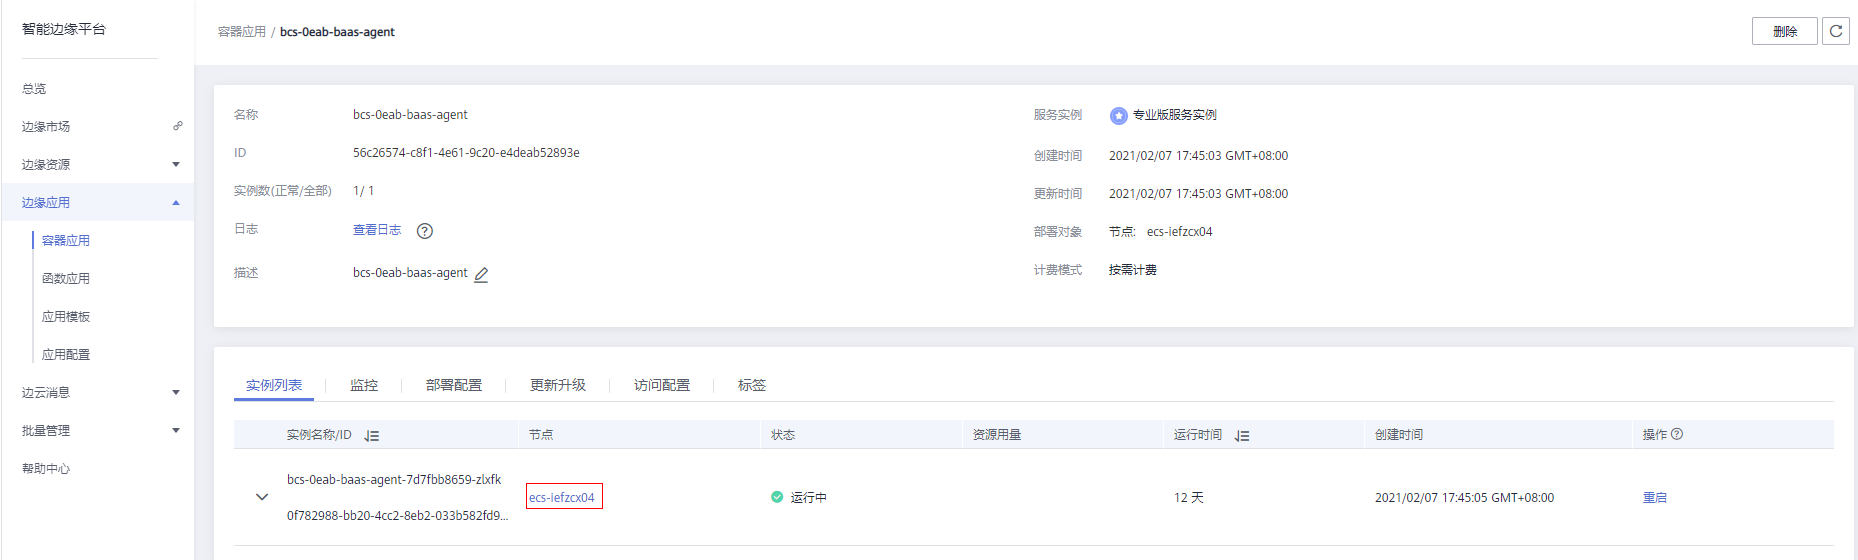 智能边缘平台
总览
边缘市场
边缘资源
边缘应用
容器应用
函数应用
应用模板
应用配置
边云消息
批量管理
帮助中心
容器应用 / bcs-0eab-baas-agent
删除
名称 bcs-0eab-baas-agent
ID 56c26574-c8f1-4e61-9c20-e4deab52893e
实例数(正常/全部) 1/ 1
日志 查看日志
描述 bcs-0eab-baas-agent
服务实例 专业版服务实例
创建时间 2021/02/07 17:45:03 GMT+08:00
更新时间 2021/02/07 17:45:03 GMT+08:00
部署对象 节点: ecs-iefzcx04
计费模式 按需计费
实例列表 监控 部署配置 更新升级 访问配置 标签
实例名称/ID 节点 状态 资源用量 运行时间 创建时间 操作
bcs-0eab-baas-agent-7d7fbb8659-zlxfk
0f782988-bb20-4cc2-8eb2-033b582fd9...
ecs-iefzcx04 运行中 12 天 2021/02/07 17:45:05 GMT+08:00 重启